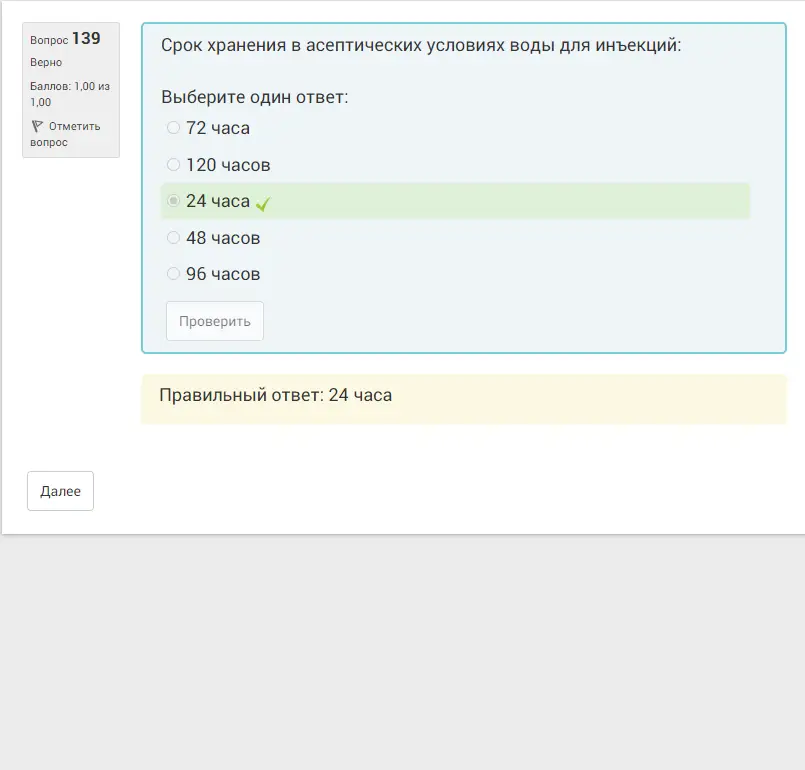 Вопрос 139
Верно
Баллов: 1,00 из
1,00
Отметить
вопрос
Срок хранения в асептических условиях воды для инъекций:
Выберите один ответ:
72 часа
120 часов
24 часа
48 часов
96 часов
Проверить
Правильный ответ: 24 часа
Далее